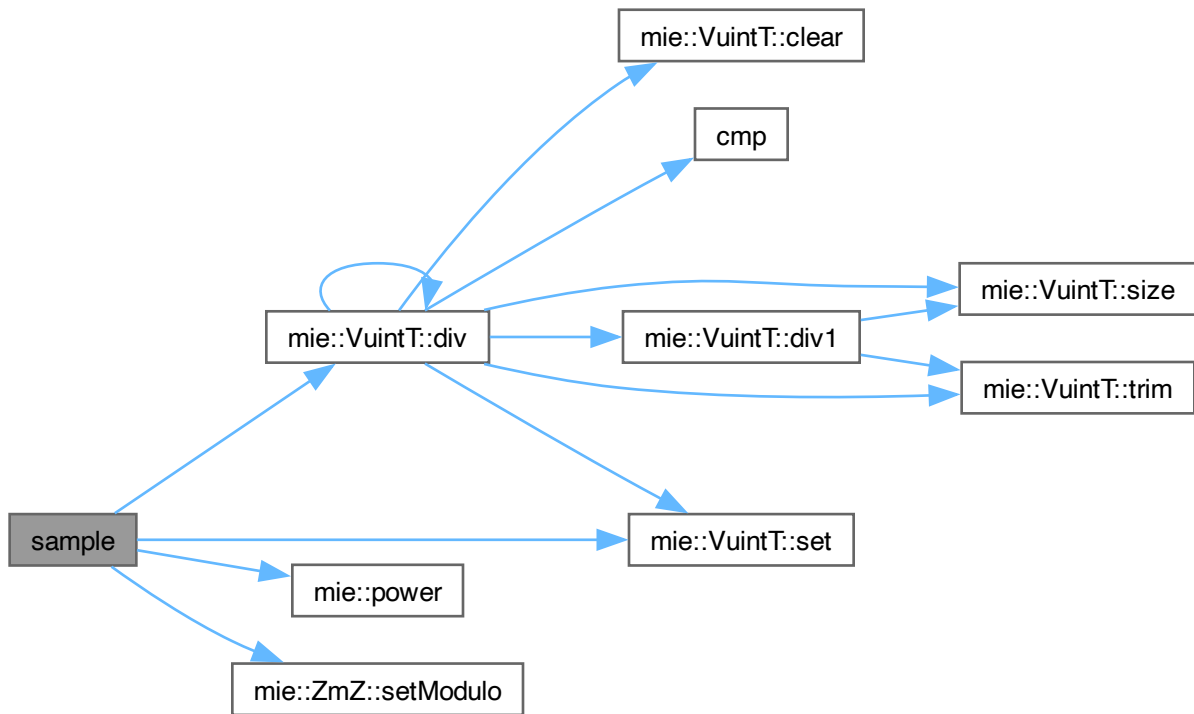 mie::VuintT::clear
cmp
mie::VuintT::size
mie::VuintT::div
mie::VuintT::div1
mie::VuintT::trim
sample
mie::VuintT::set
mie::power
mie::ZmZ::setModulo